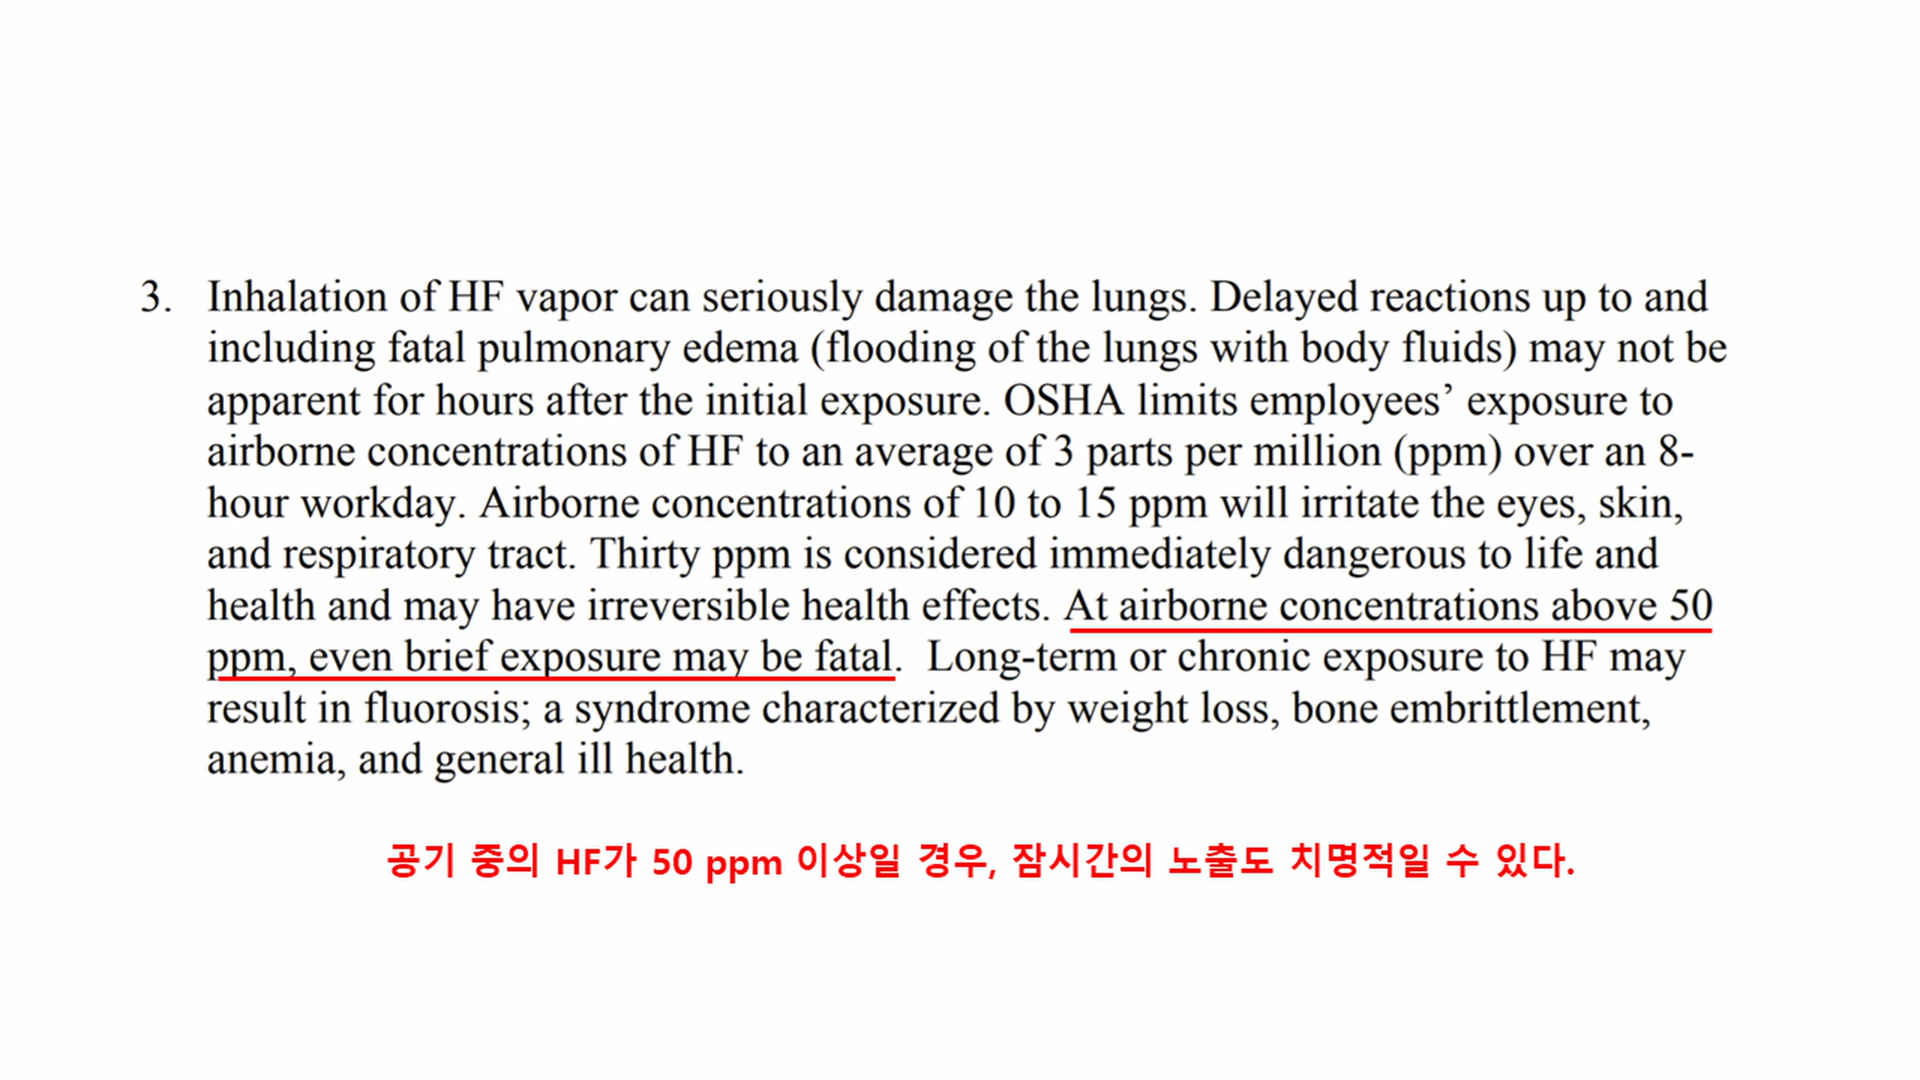 3. Inhalation of HF vapor can seriously damage the lungs. Delayed reactions up to and
including fatal pulmonary edema (flooding of the lungs with body fluids) may not be
apparent for hours after the initial exposure. OSHA limits employees’ exposure to
airborne concentrations of HF to an average of 3 parts per million (ppm) over an 8-
hour workday. Airborne concentrations of 10 to 15 ppm will irritate the eyes, skin,
and respiratory tract. Thirty ppm is considered immediately dangerous to life and
health and may have irreversible health effects. At airborne concentrations above 50
ppm, even brief exposure may be fatal. Long-term or chronic exposure to HF may
result in fluorosis; a syndrome characterized by weight loss, bone embrittlement,
anemia, and general ill health.
공기 중의 HF가 50 ppm 이상일 경우, 잠시간의 노출도 치명적일 수 있다.